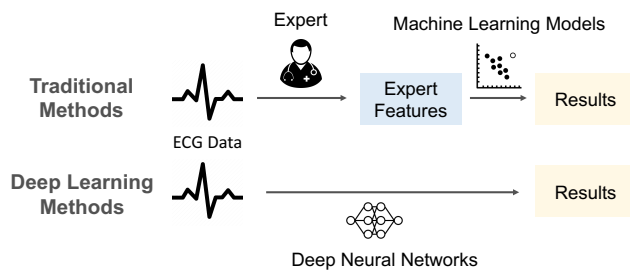 Expert
Machine Learning Models
Traditional
Methods
Expert
Features
Results
ECG Data
Deep Learning
Methods
Results
Deep Neural Networks